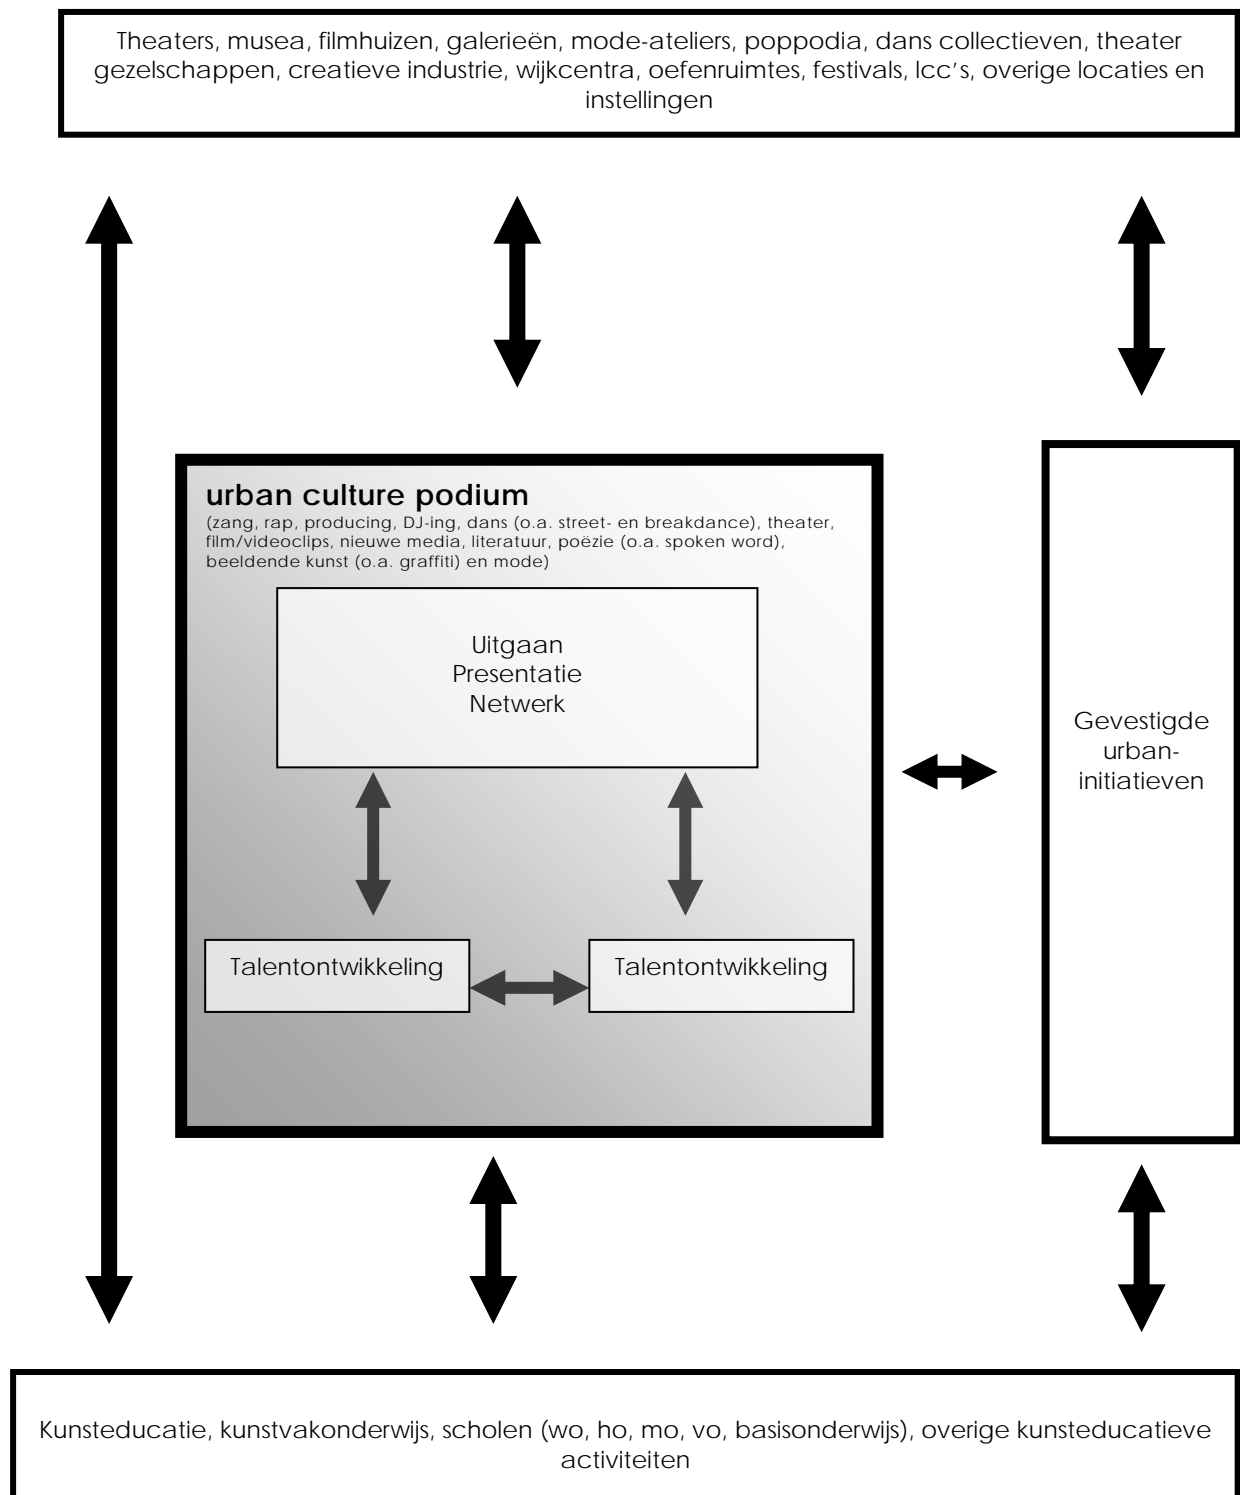 Theaters, musea, filmhuizen, galerieën, mode-ateliers, poppodia, dans collectieven, theater
gezelschappen, creatieve industrie, wijkcentra, oefenruimtes, festivals, lcc's, overige locaties en
instellingen
urban culture podium
(zang, rap, producing, DJ-ing, dans (o.a. street- en breakdance), theater,
film/videoclips, nieuwe media, literatuur, poëzie (o.a. spoken word),
beeldende kunst (o.a. graffiti) en mode)
Uitgaan
Presentatie
Netwerk
Talentontwikkeling
Talentontwikkeling
Gevestigde
urban-
initiatieven
Kunsteducatie, kunstvakonderwijs, scholen (wo, ho, mo, vo, basisonderwijs), overige kunsteducatieve
activiteiten